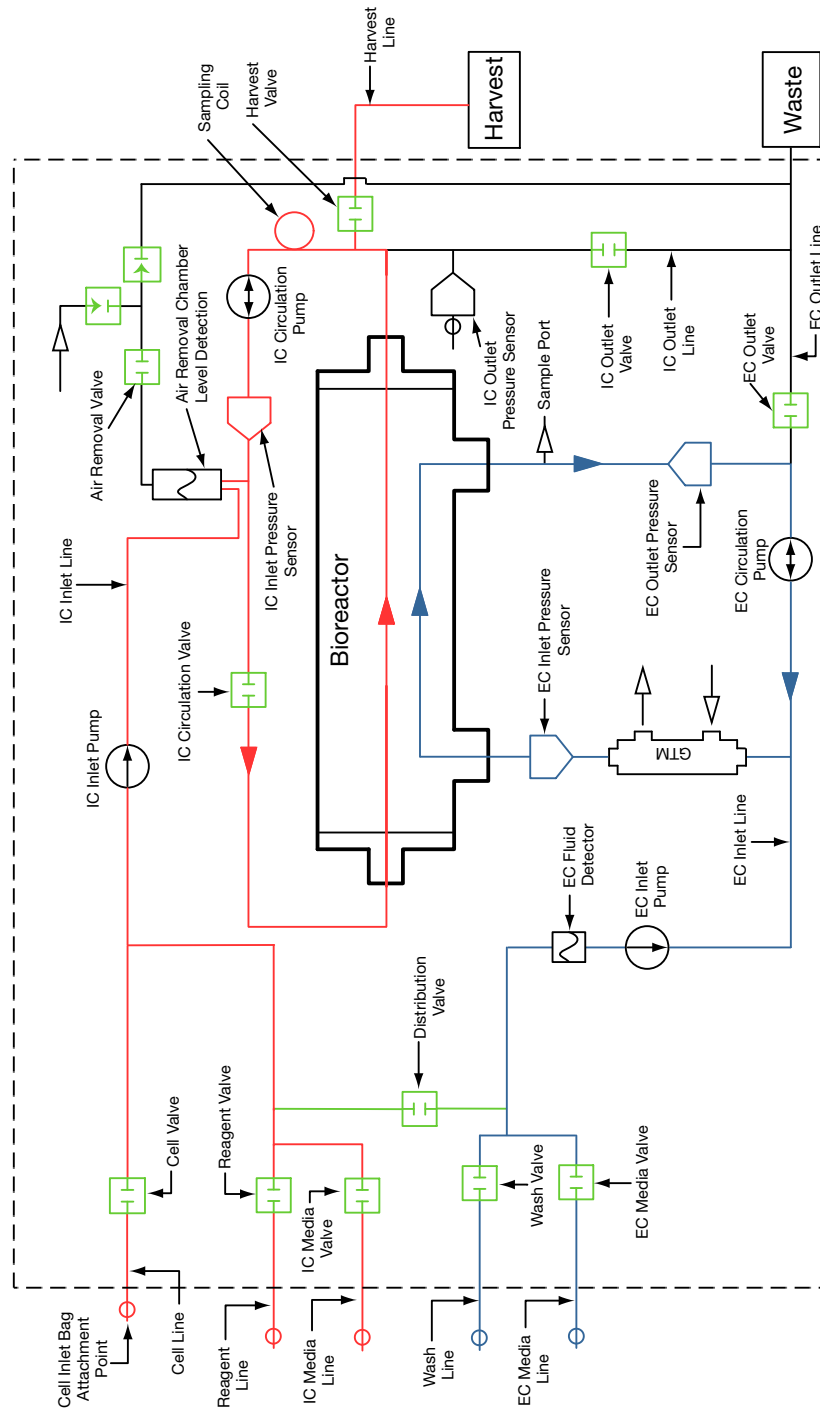 Cell Inlet Bag
Attachment
Point
Cell Line
Cell Valve
IC Inlet Pump
IC Inlet Line
Air Removal Valve
Air Removal Chamber
Level Detection
Reagent
Line
Reagent Valve
IC Circulation Valve
IC Inlet Pressure
Sensor
IC Circulation
Pump
Sampling
Coil
Harvest
Valve
Harvest
Line
IC Media
Line
IC Media
Valve
Bioreactor
Harvest
Distribution
Valve
IC Outlet
Pressure Sensor
Sample Port
Wash
Line
Wash Valve
EC Inlet Pressure
Sensor
IC Outlet
Valve
IC Outlet
Line
EC Media
Line
EC Media Valve
EC Fluid
Detector
EC Inlet
Pump
GTM
EC Outlet Pressure
Sensor
EC Inlet Line
EC Circulation
Pump
EC Outlet
Valve
EC Outlet Line
Waste